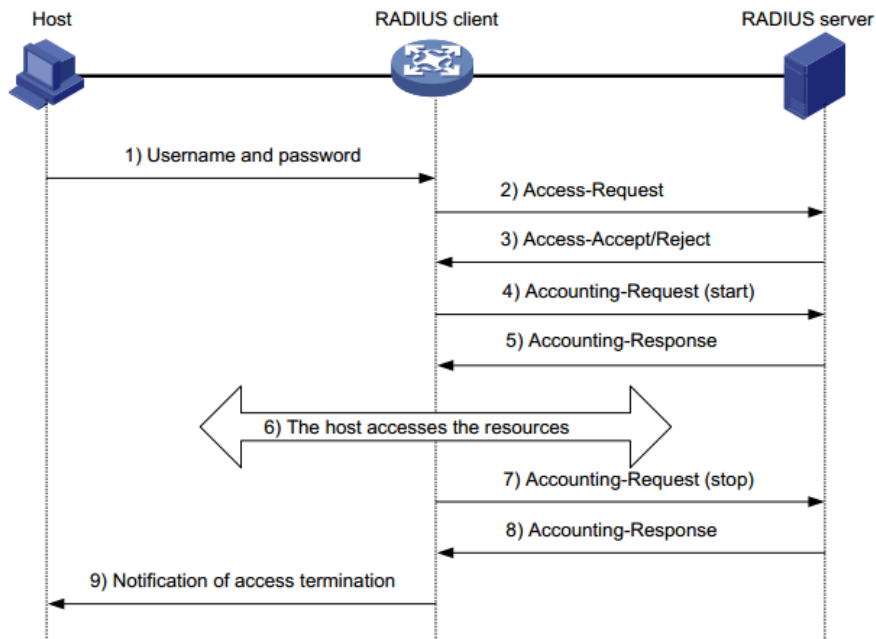 Host
RADIUS client
RADIUS server
1) Username and password
2) Access-Request
3) Access-Accept/Reject
4) Accounting-Request (start)
5) Accounting-Response
6) The host accesses the resources
7) Accounting-Request (stop)
8) Accounting-Response
9) Notification of access termination